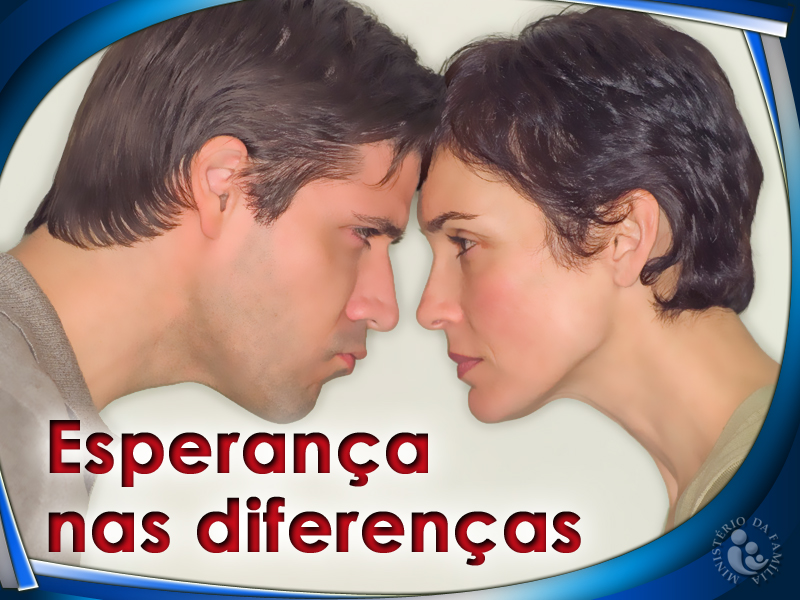 Esperança
nas diferenças
MINISTÉRIO DA FAMÍLIA